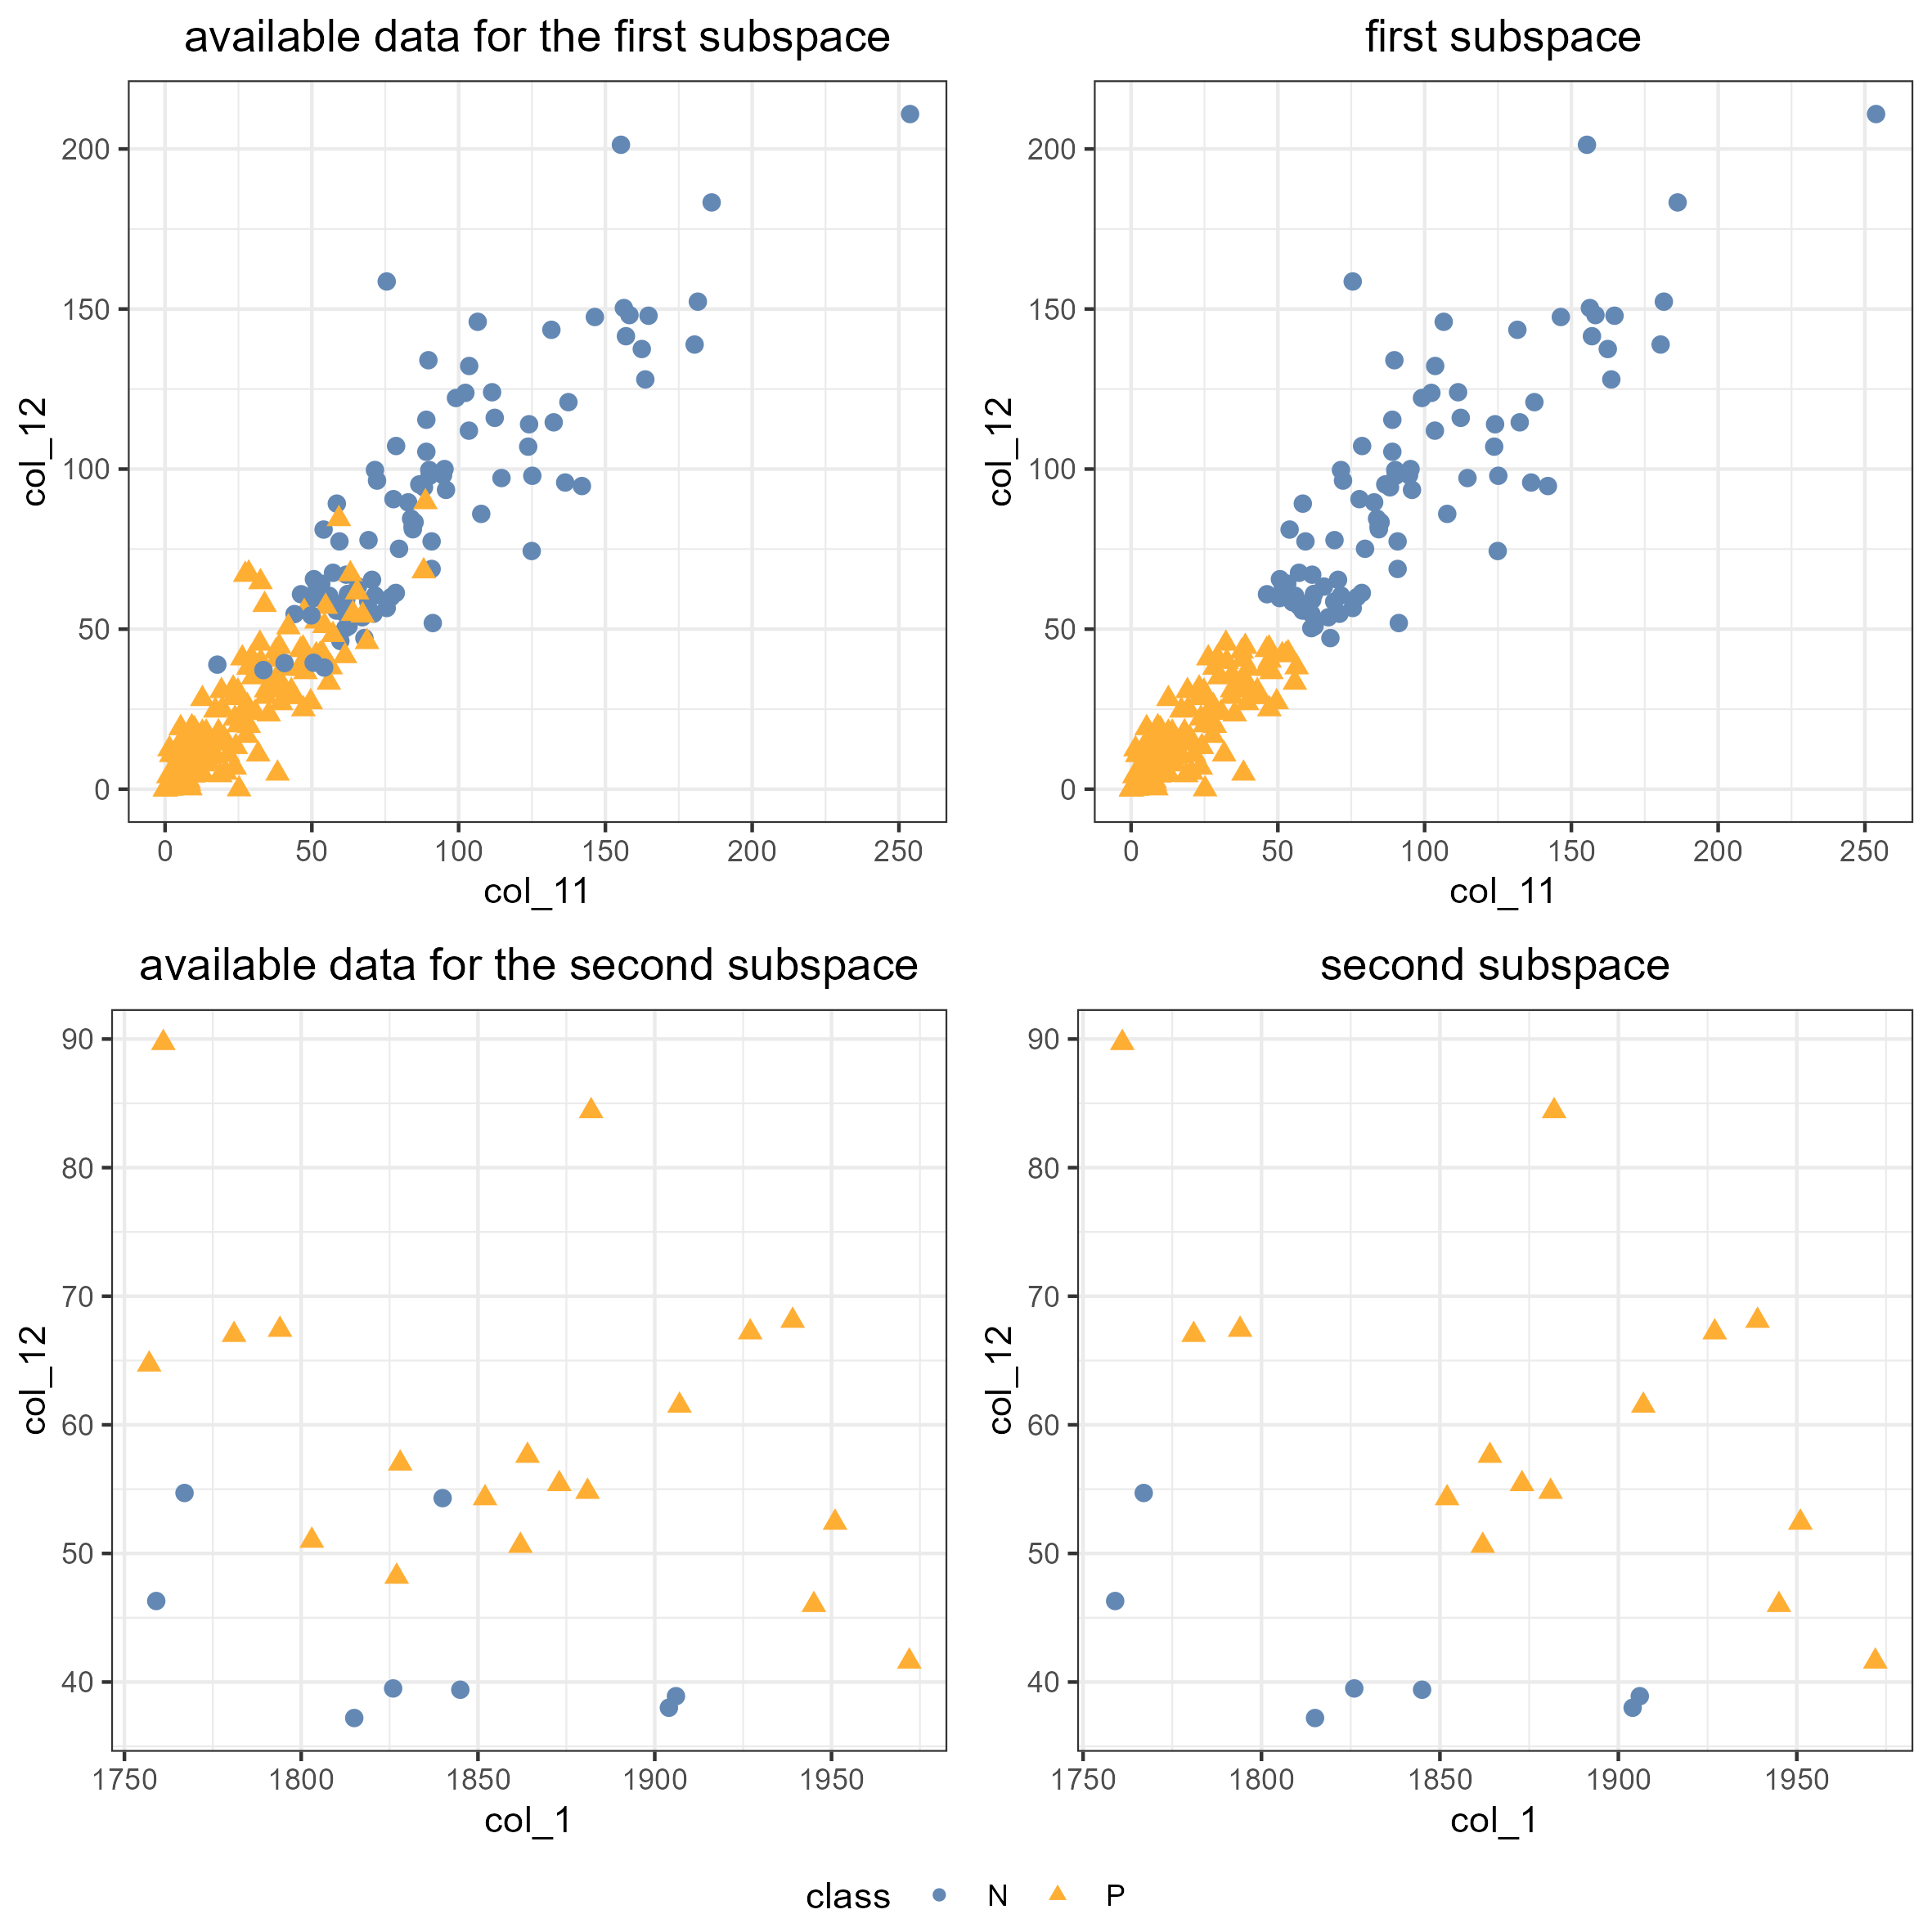 available data for the first subspace
first subspace
200
150
100
50
0
col_12
0 50 100 150 200 250
col_11
200
150
100
50
0
col_12
0 50 100 150 200 250
col_11
available data for the second subspace
second subspace
90
80
70
60
50
40
col_12
1750 1800 1850 1900 1950
col_1
90
80
70
60
50
40
col_12
1750 1800 1850 1900 1950
col_1
class N P